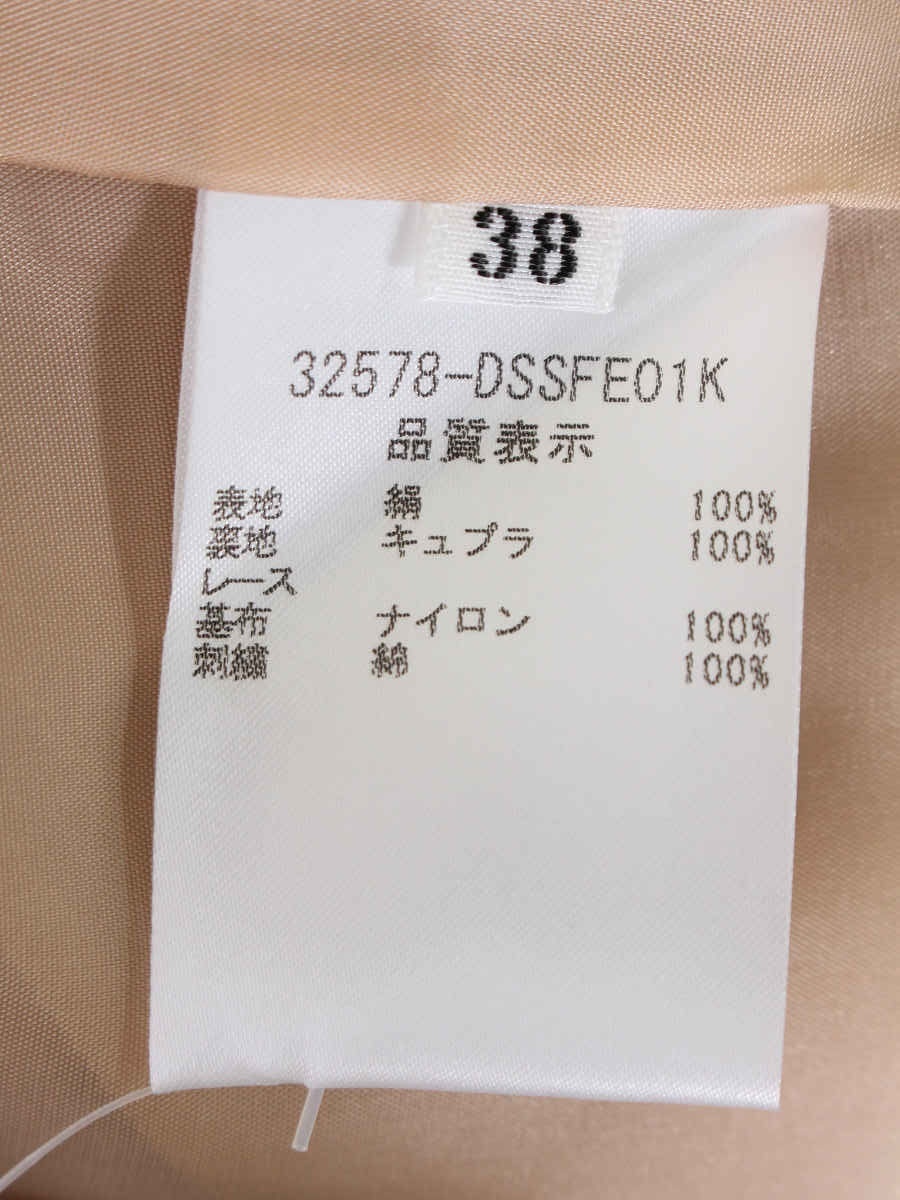 38
32578-DSSFE01K
品質表示
表地 絹 100%
裏地 キュプラ 100%
レース
基布 ナイロン 100%
刺繍 綿 100%